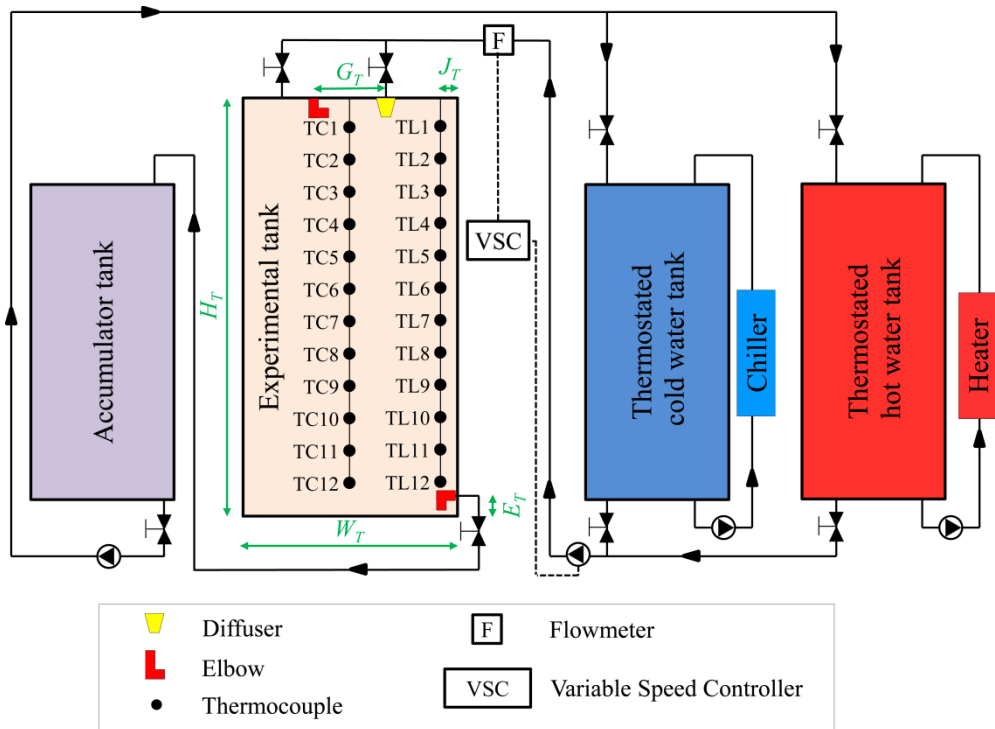 F
G_T
J_T
TC1
TC2
TC3
TC4
TC5
TC6
TC7
TC8
TC9
TC10
TC11
TC12
TL1
TL2
TL3
TL4
TL5
TL6
TL7
TL8
TL9
TL10
TL11
TL12
Accumulator tank
H_T
Experimental tank
W_T
E_T
VSC
Thermostated
cold water tank
Chiller
Thermostated
hot water tank
Heater
Diffuser
Elbow
Thermocouple
F
Flowmeter
VSC
Variable Speed Controller